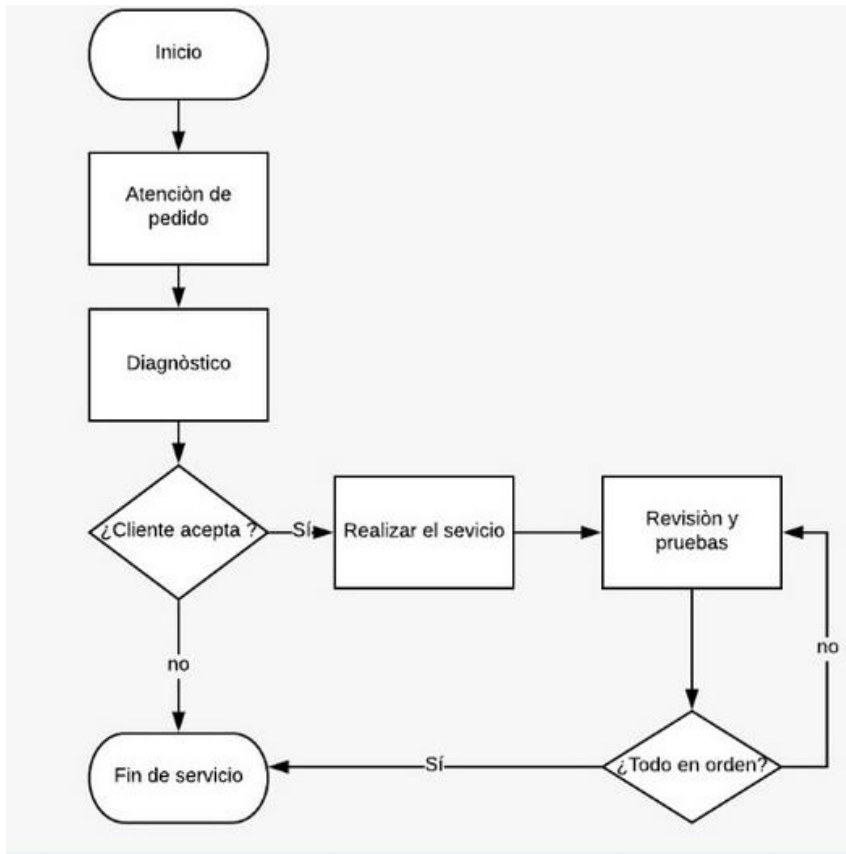 Inicio
Atenciòn de
pedido
Diagnòstico
¿Cliente acepta ?
Sí
Realizar el sevicio
Revisiòn y
pruebas
no
no
Fin de servicio
Sí
¿Todo en orden?